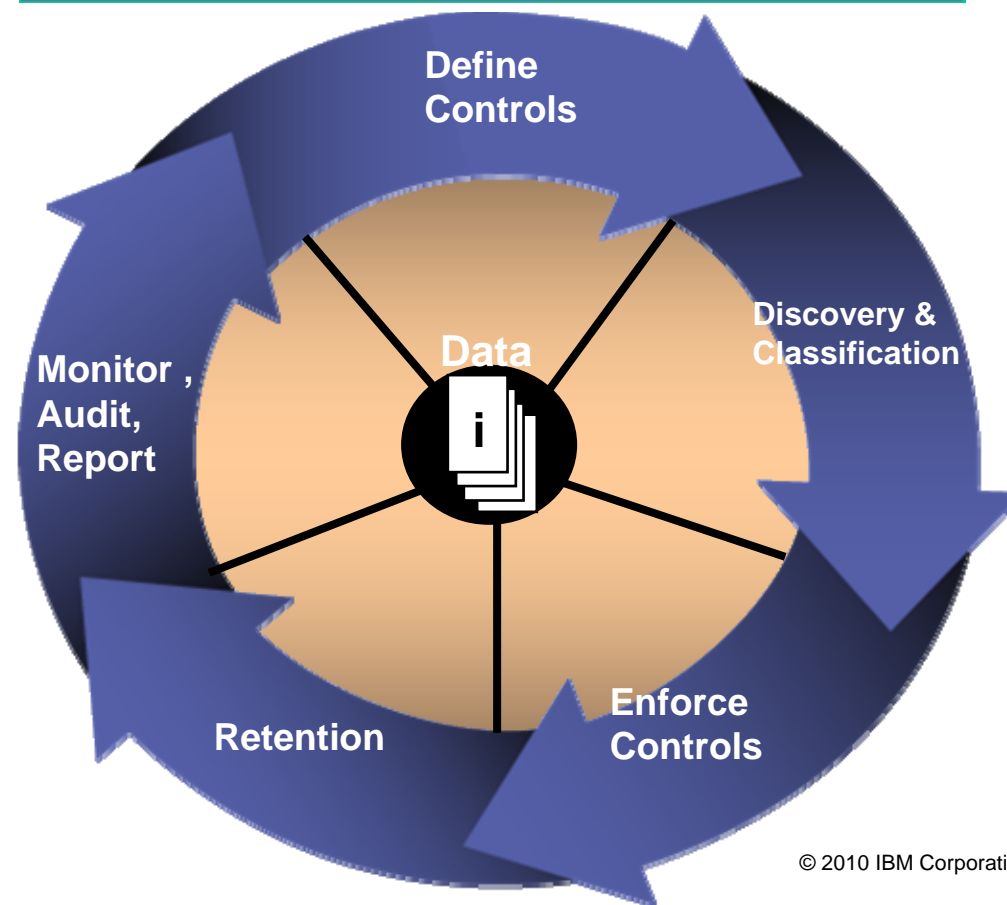 Define
Controls
Discovery &
Classification
Data
i
Monitor ,
Audit,
Report
Enforce
Controls
Retention
© 2010 IBM Corporati